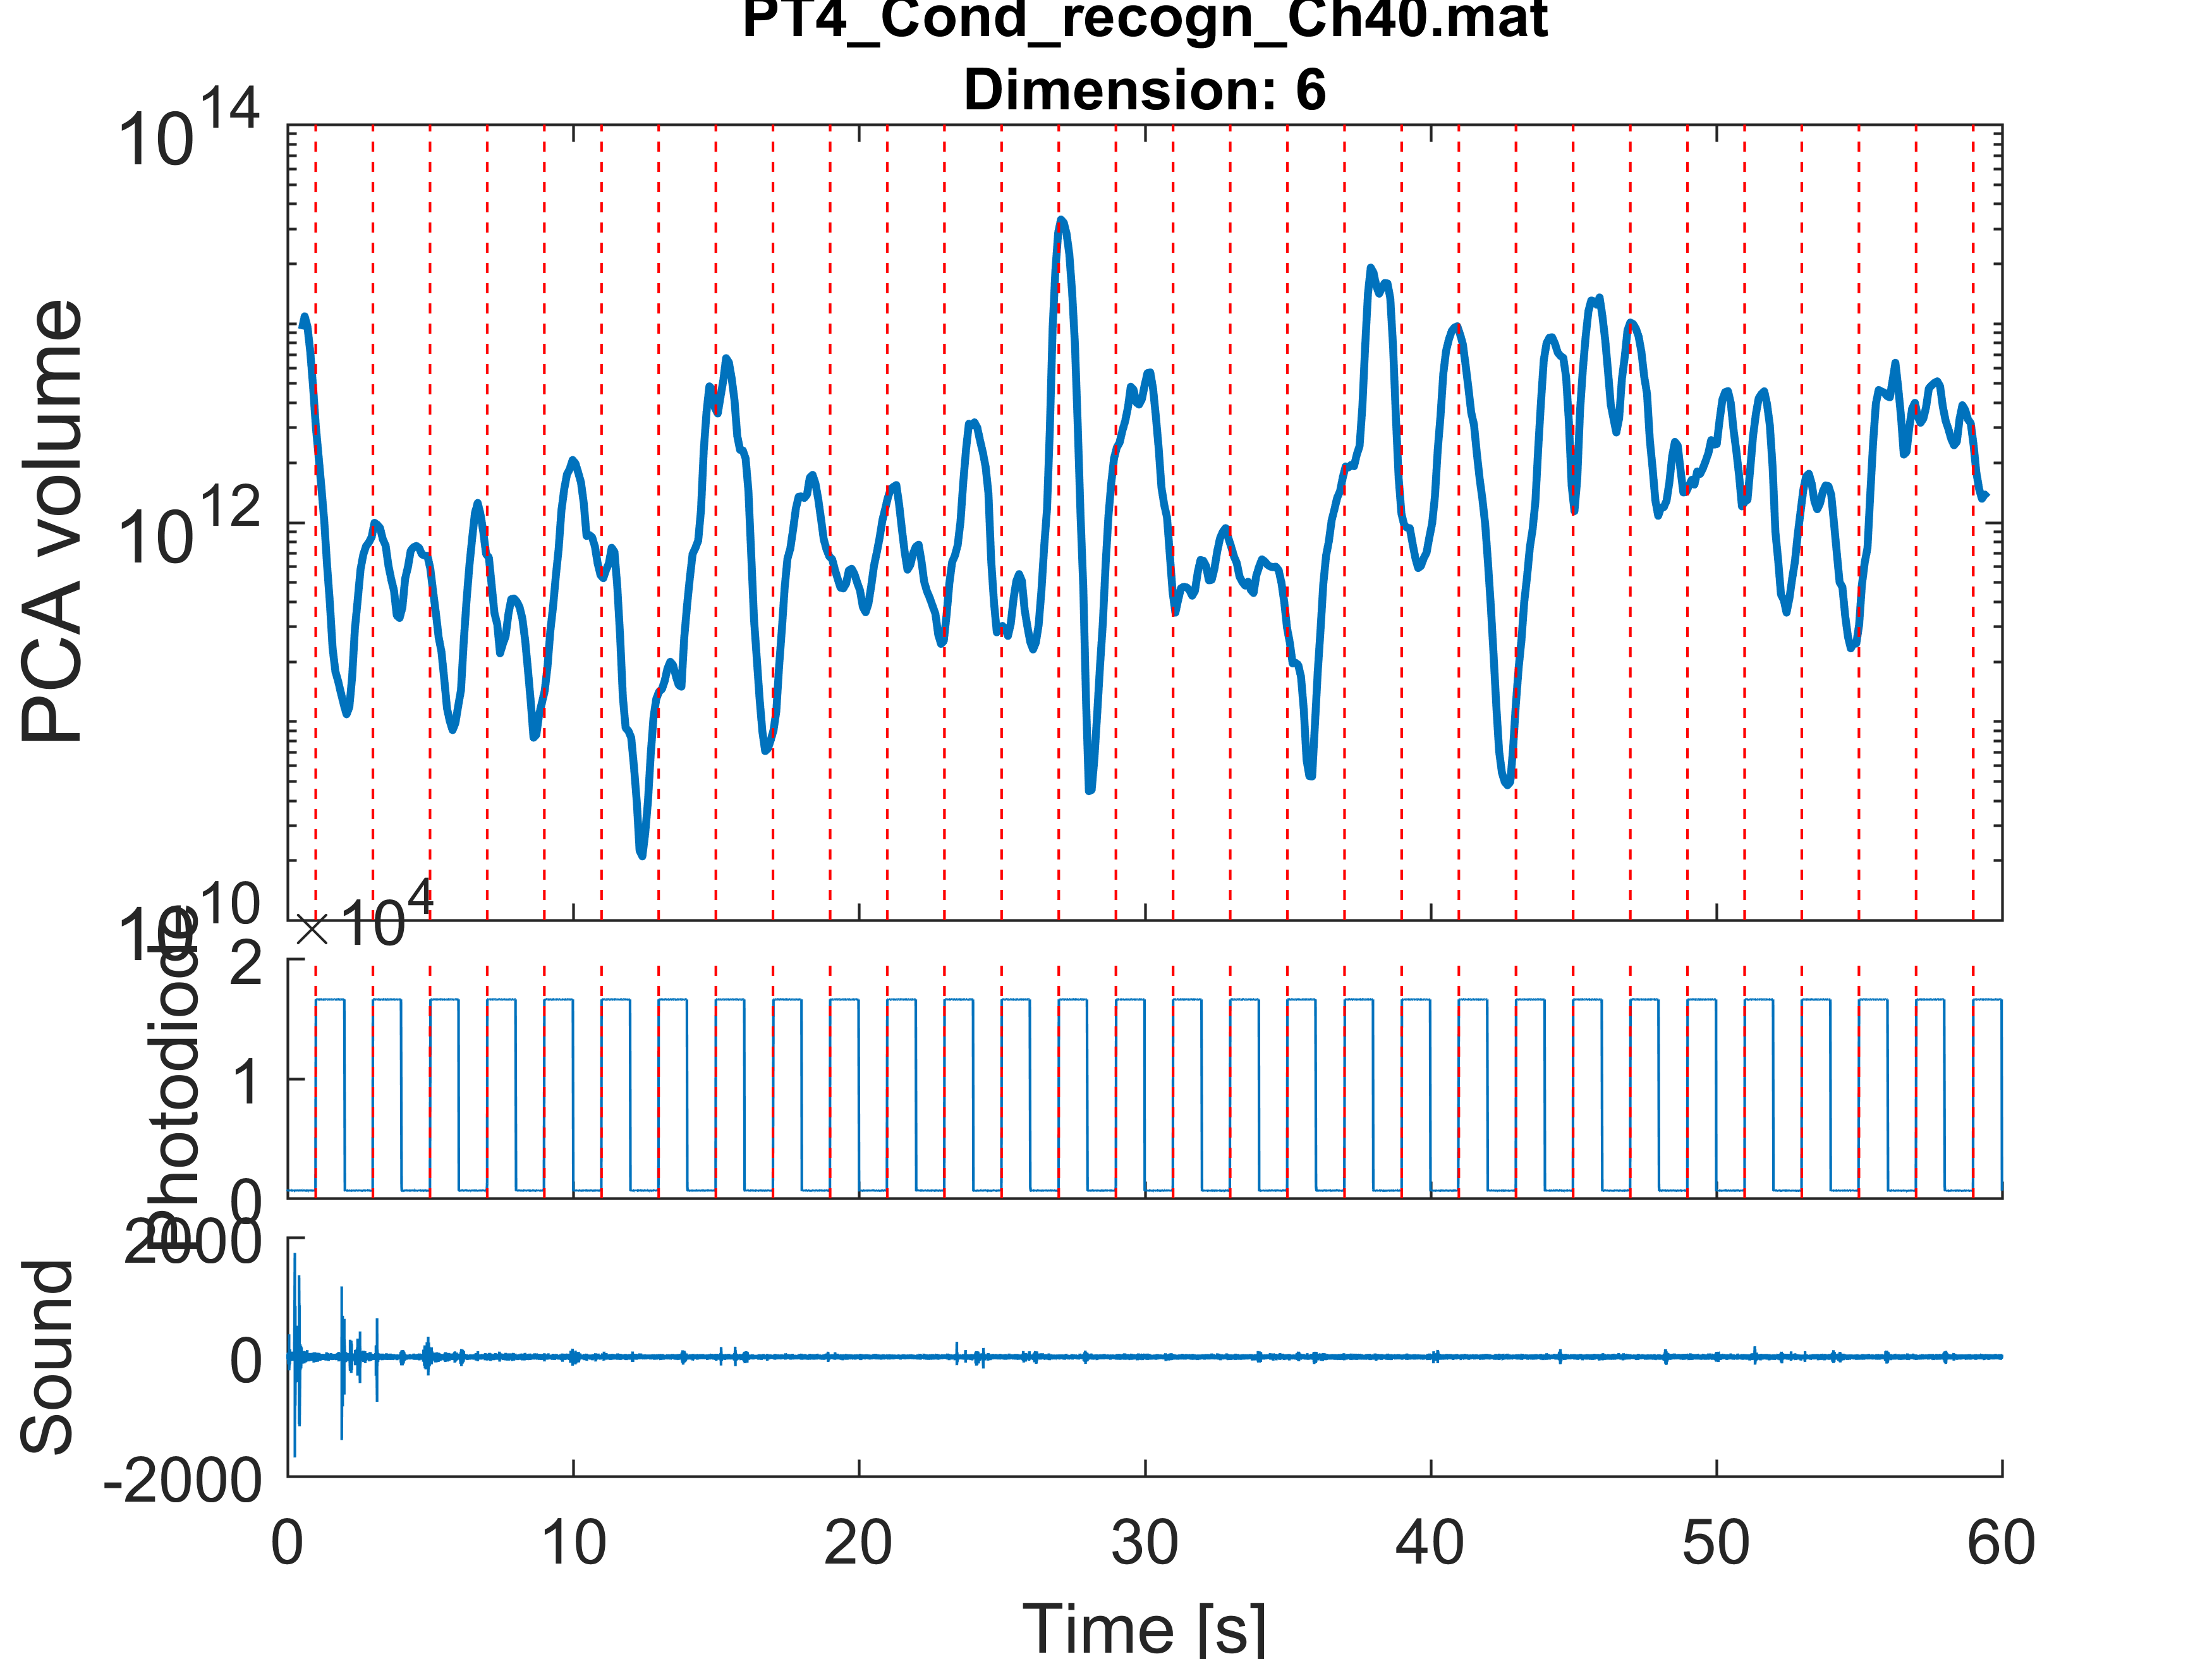 PT4_Cond_recogn_Ch40.mat
Dimension: 6
10^14
10^12
10^10
PCA volume
×10^4
2
1
0
Photodiode
2000
0
-2000
Sound
0 10 20 30 40 50 60
Time [s]